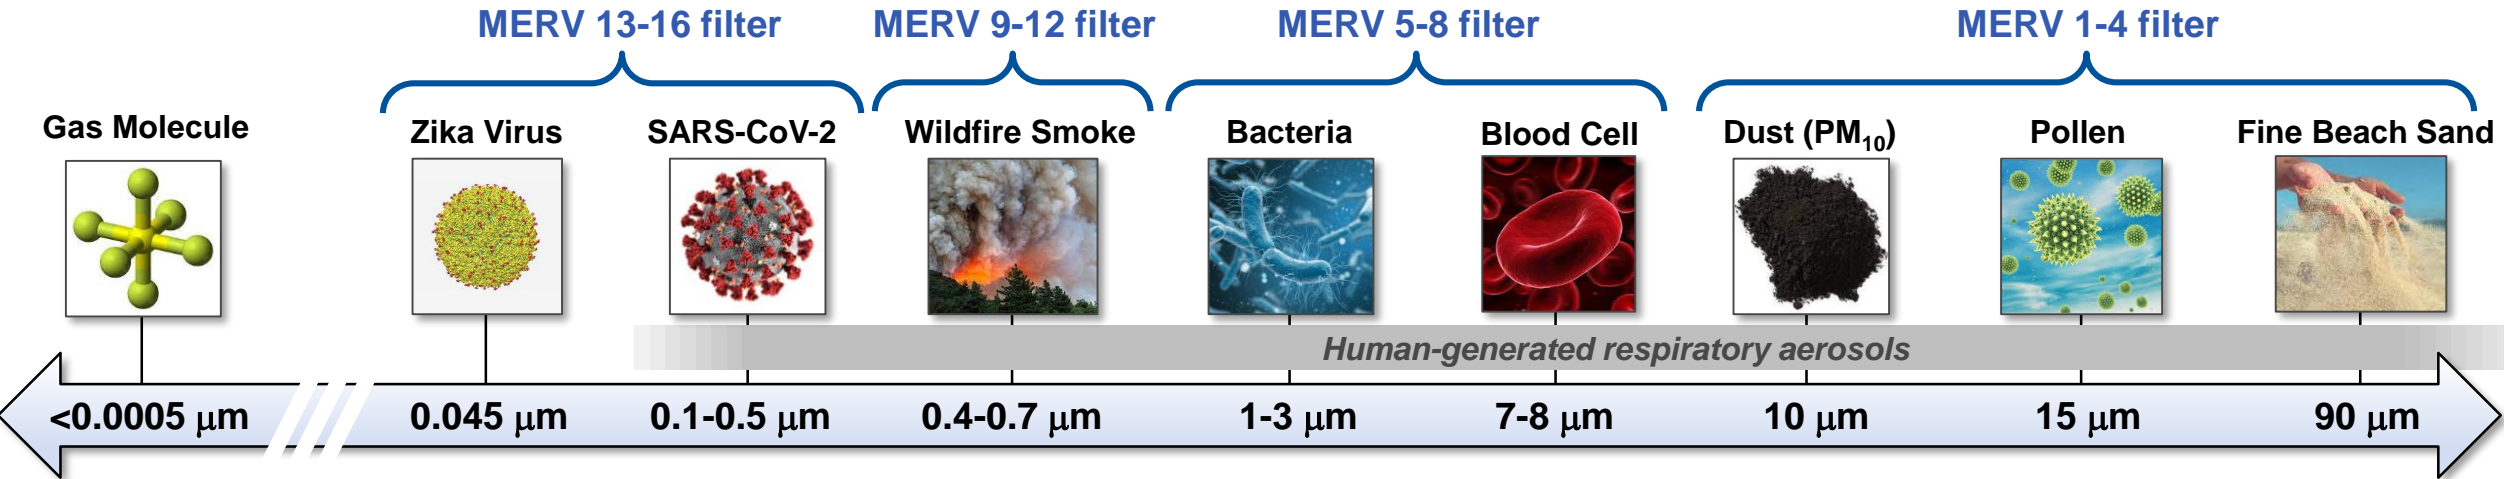 MERV 13-16 filter
MERV 9-12 filter
MERV 5-8 filter
MERV 1-4 filter
Gas Molecule
Zika Virus
SARS-CoV-2
Wildfire Smoke
Bacteria
Blood Cell
Dust (PM₁₀)
Pollen
Fine Beach Sand
Human-generated respiratory aerosols
<0.0005 μm
0.045 μm
0.1-0.5 μm
0.4-0.7 μm
1-3 μm
7-8 μm
10 μm
15 μm
90 μm